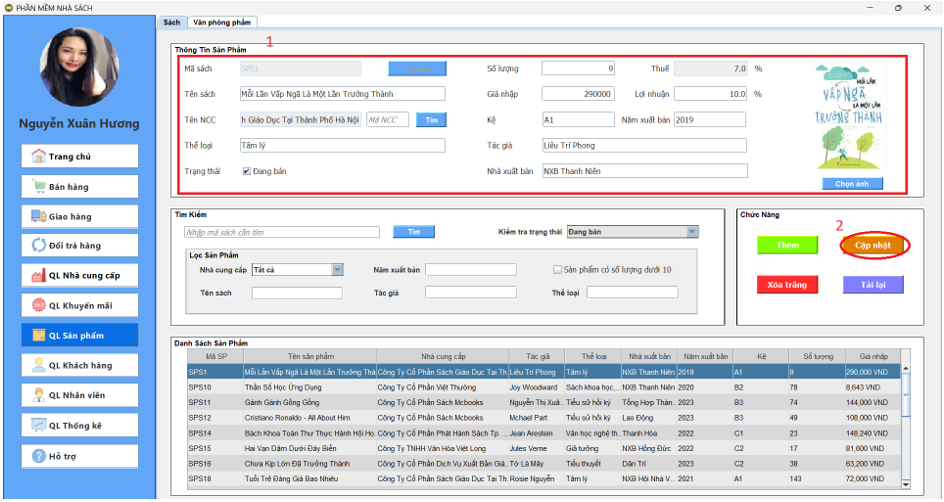 PHẦN MỀM NHÀ SÁCH
Sách Văn phòng phẩm
Nguyễn Xuân Hương
Trang chủ
Bán hàng
Giao hàng
Đổi trả hàng
QL Nhà cung cấp
QL Khuyến mãi
QL Sản phẩm
QL Khách hàng
QL Nhân viên
QL Thống kê
Hỗ trợ
1
Thông Tin Sản Phẩm
Mã sách SPS1 Số lượng 9 Thuế 7.0 %
Tên sách Mỗi Lần Vấp Ngã Là Một Lần Trưởng Thành Giá nhập 290000 Lợi nhuận 10.0 %
Tên NCC h Giáo Dục Tại Thành Phố Hà Nội Mã NCC Tìm Kệ A1 Năm xuất bản 2019
Thể loại Tâm lý Tác giả Liêu Trí Phong
Trạng thái Đang bán Nhà xuất bản NXB Thanh Niên
MỖI LẦN
VẤP NGÃ
LÀ MỘT LẦN
TRƯỞNG THÀNH
Chọn ảnh
Tìm Kiếm
Nhập mã sách cần tìm Tìm Kiểm tra trạng thái Đang bán
Lọc Sản Phẩm
Nhà cung cấp Tất cả Năm xuất bản Sản phẩm có số lượng dưới 10
Tên sách Tác giả Thể loại
Chức Năng
2
Thêm Cập nhật
Xóa trắng Tải lại
Danh Sách Sản Phẩm
Mã SP Tên sản phẩm Nhà cung cấp Tác giả Thể loại Nhà xuất bản Năm xuất bản Kệ Số lượng Giá nhập
SPS1 Mỗi Lần Vấp Ngã Là Một Lần Trưởng Thà Công Ty Cổ Phần Sách Giáo Dục Tại Th. Liêu Trí Phong Tâm lý NXB Thanh Niên 2019 A1 9 290,000 VND
SPS10 Thần Số Học Ứng Dụng Công Ty Cổ Phần Việt Thường Joy Woodward Sách khoa học,... NXB Thanh Niên 2020 B2 78 8,643 VND
SPS11 Gánh Gánh Gồng Gồng Công Ty Cổ Phần Sách Mcbooks Nguyễn Thị Xuâ.. Tiểu sử hồi ký Tổng Hợp Thàn.. 2023 B3 74 144,000 VND
SPS12 Cristiano Ronaldo - All About Him Công Ty Cổ Phần Sách Mcbooks Mchael Part Tiểu sử hồi ký Lao Động 2023 B3 49 108,000 VND
SPS14 Bách Khoa Toàn Thư Thực Hành Hội Họ. Công Ty Cổ Phần Phát Hành Sách Tp. ... Jean Arestein Văn học nghệ th.. Thanh Hóa 2022 C1 23 148,240 VND
SPS15 Hai Vạn Dặm Dưới Đáy Biển Công Ty TNHH Văn Hóa Việt Long Jules Verne Giả tưởng NXB Hồng Đức 2022 C2 17 81,600 VND
SPS16 Chưa Kịp Lớn Đã Trưởng Thành Công Ty Cổ Phần Dịch Vụ Xuất Bản Giá.. Tờ Là Mây Tiểu thuyết Dân Trí 2023 C2 38 63,200 VND
SPS18 Tuổi Trẻ Đáng Giá Bao Nhiêu Công Ty Cổ Phần Sách Giáo Dục Tại Th. Rosie Nguyễn Tâm lý NXB Hội Nhà V... 2021 A1 143 72,000 VND